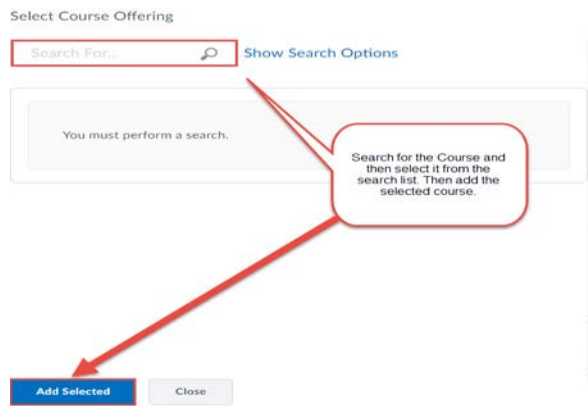 Select Course Offering
Search For... Show Search Options
You must perform a search.
Search for the Course and
then select it from the
search list. Then add the
selected course.
Add Selected Close